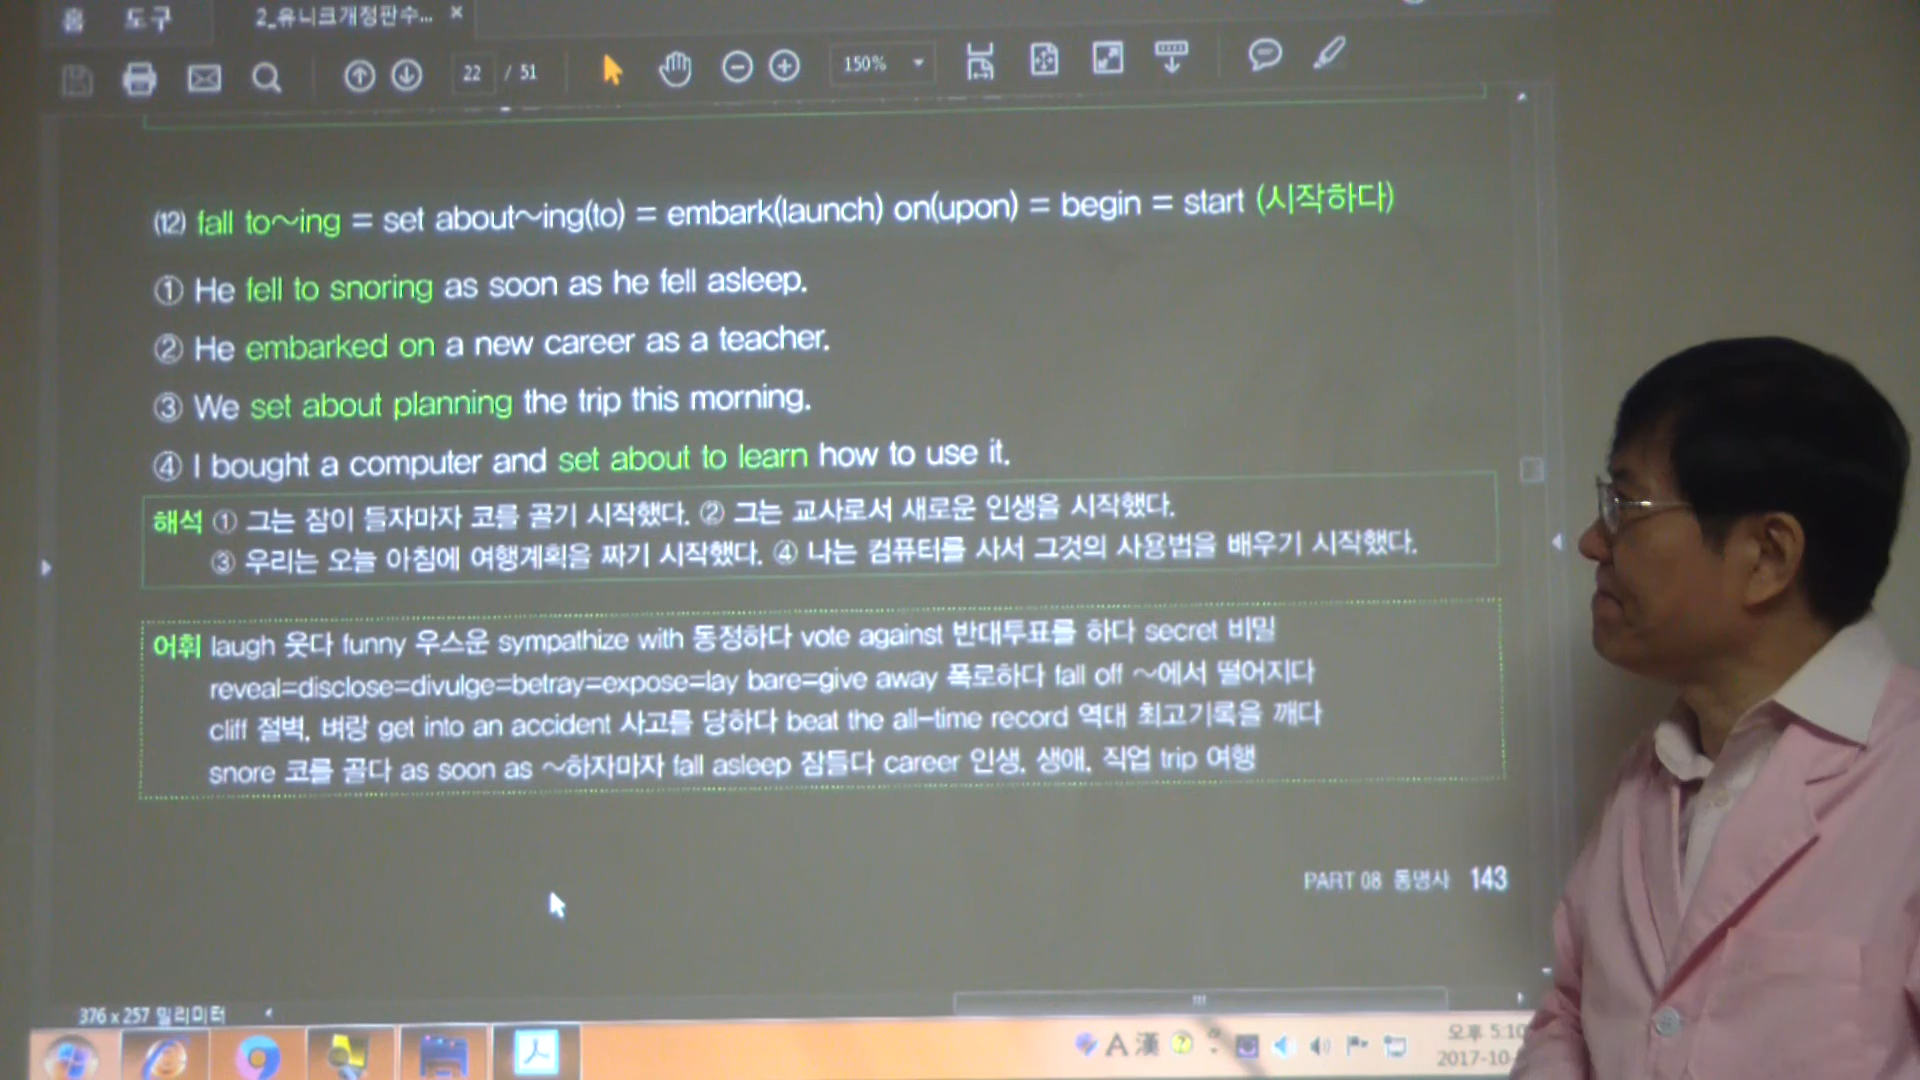 홈 도구 2_유니크개정판수... ×
22 / 51 150%
⑿ fall to~ing = set about~ing(to) = embark(launch) on(upon) = begin = start (시작하다)
① He fell to snoring as soon as he fell asleep.
② He embarked on a new career as a teacher.
③ We set about planning the trip this morning.
④ I bought a computer and set about to learn how to use it.
해석 ① 그는 잠이 들자마자 코를 골기 시작했다. ② 그는 교사로서 새로운 인생을 시작했다.
③ 우리는 오늘 아침에 여행계획을 짜기 시작했다. ④ 나는 컴퓨터를 사서 그것의 사용법을 배우기 시작했다.
어휘 laugh 웃다 funny 우스운 sympathize with 동정하다 vote against 반대투표를 하다 secret 비밀
reveal=disclose=divulge=betray=expose=lay bare=give away 폭로하다 fall off ~에서 떨어지다
cliff 절벽, 벼랑 get into an accident 사고를 당하다 beat the all-time record 역대 최고기록을 깨다
snore 코를 골다 as soon as ~하자마자 fall asleep 잠들다 career 인생, 생애, 직업 trip 여행
PART 08 동명사 143
376 x 257 밀리미터
A 漢 오후 5:10
2017-10-